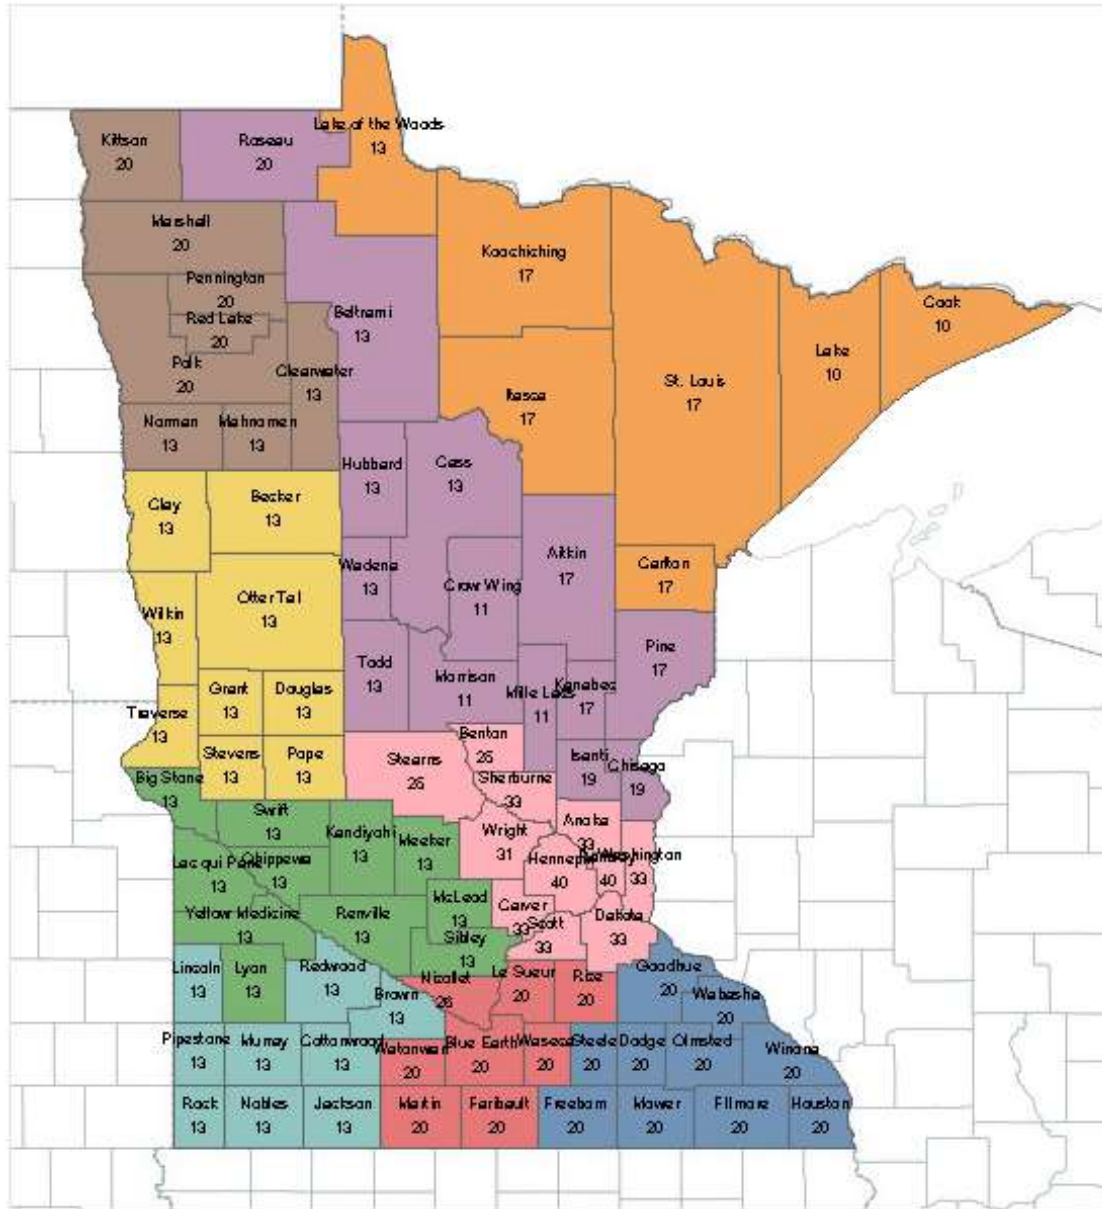 Lake of the Woods
13
Kittson
20
Roseau
20
Marshall
20
Koochiching
17
Pennington
20
Red Lake
20
Beltrami
13
Cook
10
Lake
10
Polk
20
Clearwater
13
St. Louis
17
Itasca
17
Norman
13
Mahnomen
13
Hubbard
13
Cass
13
Clay
13
Becker
13
Aitkin
17
Wadena
13
Crow Wing
11
Carlton
17
Otter Tail
13
Wilkin
13
Pine
17
Todd
13
Morrison
11
Mille Lacs
11
Kanabec
17
Grant
13
Douglas
13
Traverse
13
Benton
26
Stevens
13
Pope
13
Stearns
26
Isanti
19
Chisago
19
Big Stone
13
Sherburne
33
Swift
13
Kandiyohi
13
Meeker
13
Wright
31
Anoka
33
Lac qui Parle
13
Chippewa
13
Hennepin
40
40
Washington
33
McLeod
13
Carver
33
Yellow Medicine
13
Renville
13
Scott
33
Dakota
33
Sibley
13
Lincoln
13
Lyon
13
Redwood
13
Nicollet
26
Le Sueur
20
Rice
20
Goodhue
20
Brown
13
Wabasha
20
Pipestone
13
Murray
13
Cottonwood
13
Watonwan
20
Blue Earth
20
Waseca
20
Steele
20
Dodge
20
Olmsted
20
Winona
20
Rock
13
Nobles
13
Jackson
13
Martin
20
Faribault
20
Freeborn
20
Mower
20
Fillmore
20
Houston
20